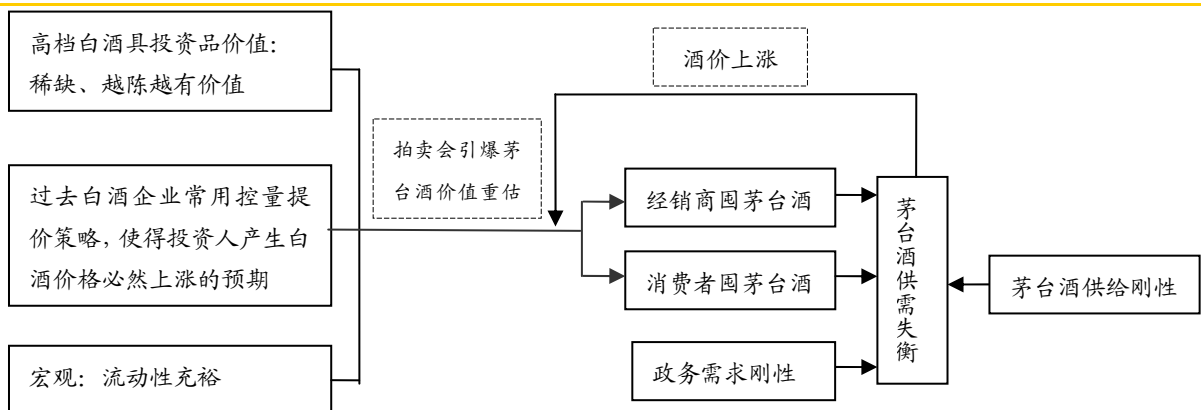 高档白酒具投资品价值：
稀缺、越陈越有价值
酒价上涨
拍卖会引爆茅
台酒价值重估
过去白酒企业常用控量提
价策略，使得投资人产生白
酒价格必然上涨的预期
经销商囤茅台酒
消费者囤茅台酒
政务需求刚性
茅台酒供需失衡
茅台酒供给刚性
宏观：流动性充裕